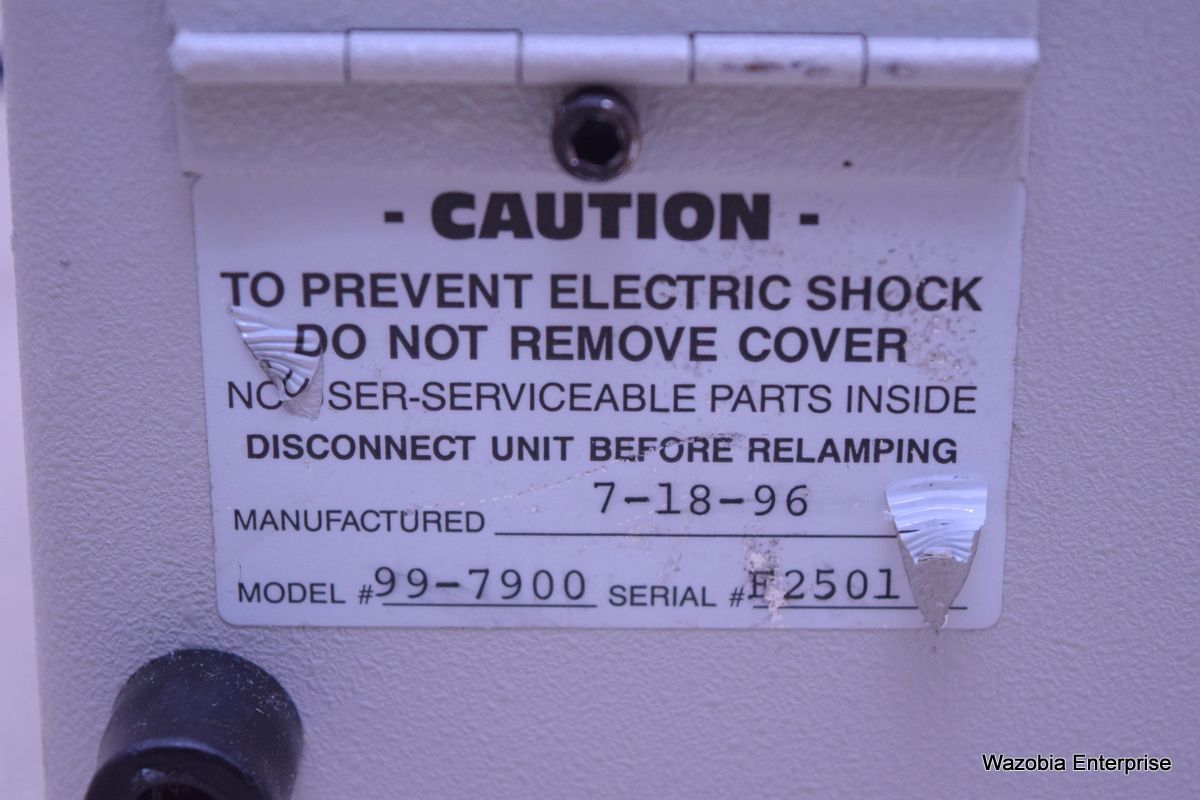 - CAUTION -
TO PREVENT ELECTRIC SHOCK
DO NOT REMOVE COVER
SER-SERVICEABLE PARTS INSIDE
DISCONNECT UNIT BEFORE RELAMPING
MANUFACTURED 7-18-96
MODEL #99-7900 SERIAL #
Wazobia Enterprise